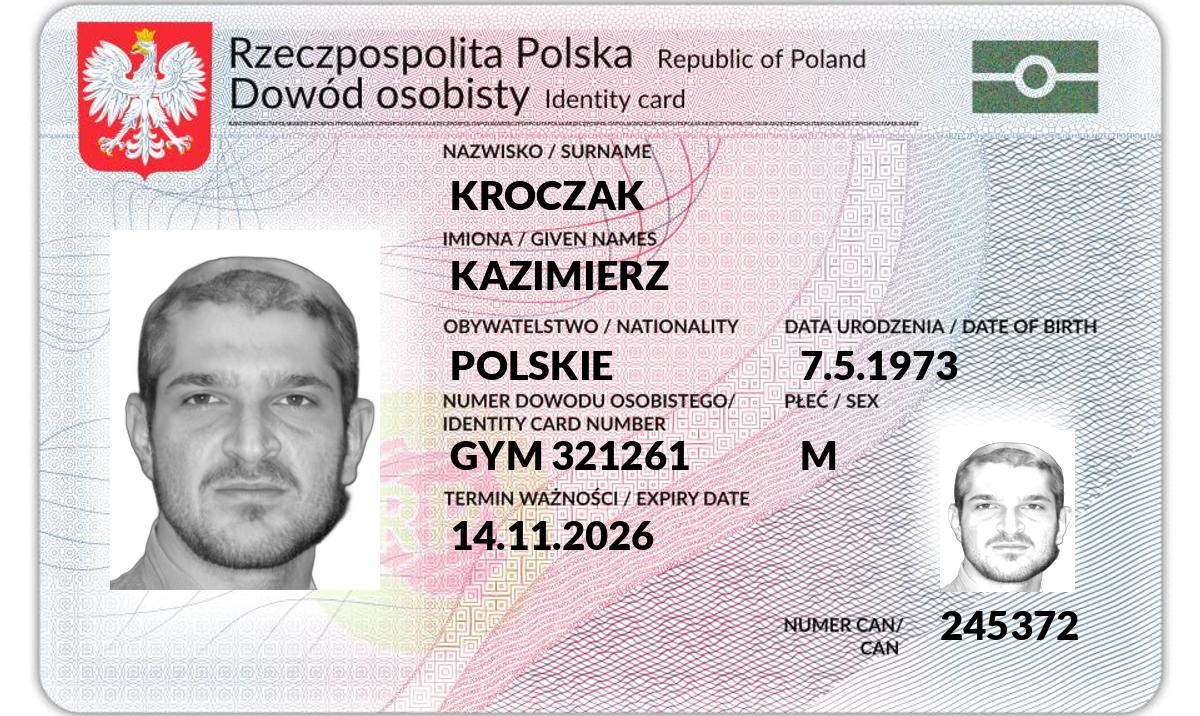 Rzeczpospolita Polska Republic of Poland
Dowód osobisty Identity card
NAZWISKO / SURNAME
KROCZAK
IMIONA / GIVEN NAMES
KAZIMIERZ
OBYWATELSTWO / NATIONALITY DATA URODZENIA / DATE OF BIRTH
POLSKIE 7.5.1973
NUMER DOWODU OSOBISTEGO/ PŁEĆ / SEX
IDENTITY CARD NUMBER
GYM 321261 M
TERMIN WAŻNOŚCI / EXPIRY DATE
14.11.2026
NUMER CAN/ 245372
CAN